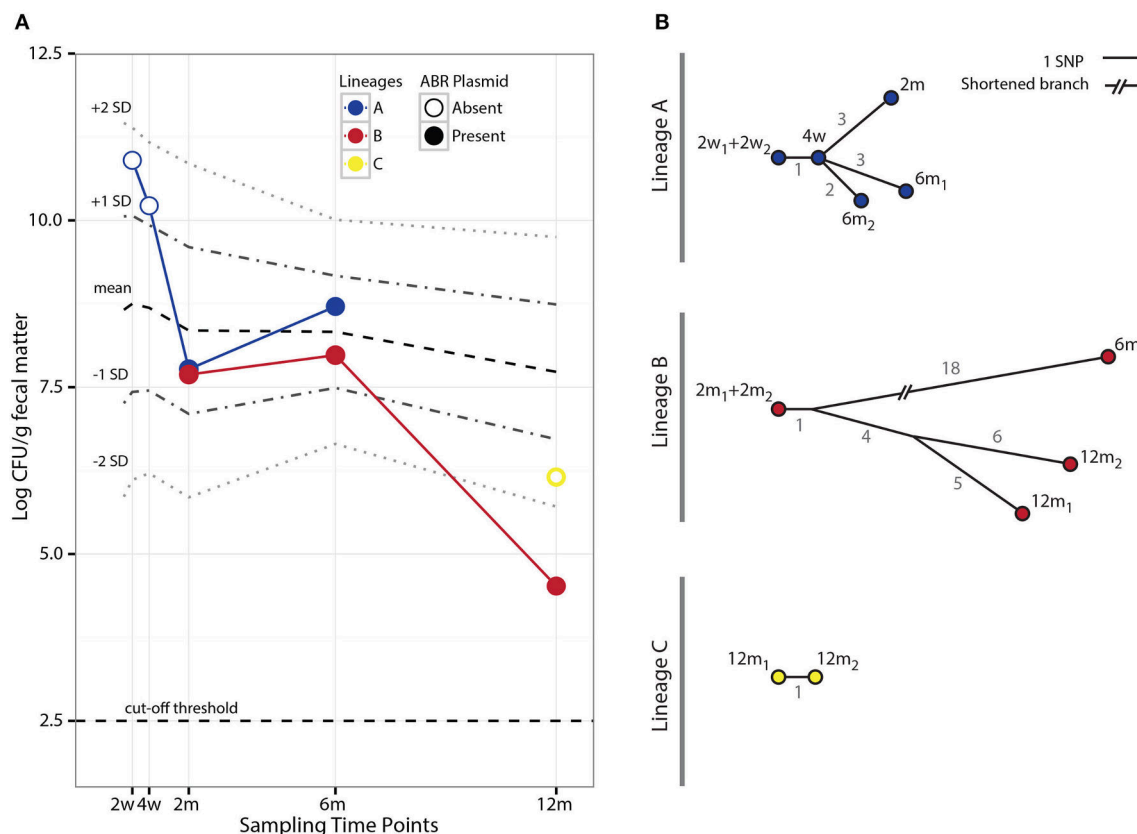 A
12.5
10.0
7.5
5.0
2.5
Log CFU/g fecal matter
+2 SD
+1 SD
mean
-1 SD
-2 SD
cut-off threshold
Lineages
A
B
C
ABR Plasmid
Absent
Present
2w
4w
2m
6m
12m
Sampling Time Points
B
1 SNP
Shortened branch
Lineage A
2w₁+2w₂
4w
2m
6m₁
6m₂
1
3
3
2
Lineage B
2m₁+2m₂
6m
12m₂
12m₁
1
18
4
6
5
Lineage C
12m₁
12m₂
1